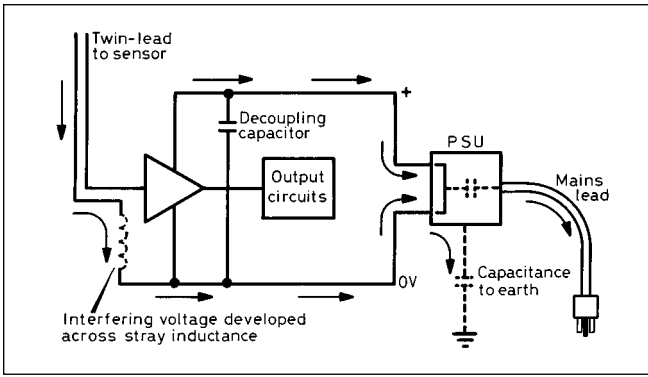 Twin-lead
to sensor
+
Decoupling
capacitor
PSU
Output
circuits
Mains
lead
0V
Capacitance
to earth
Interfering voltage developed
across stray inductance